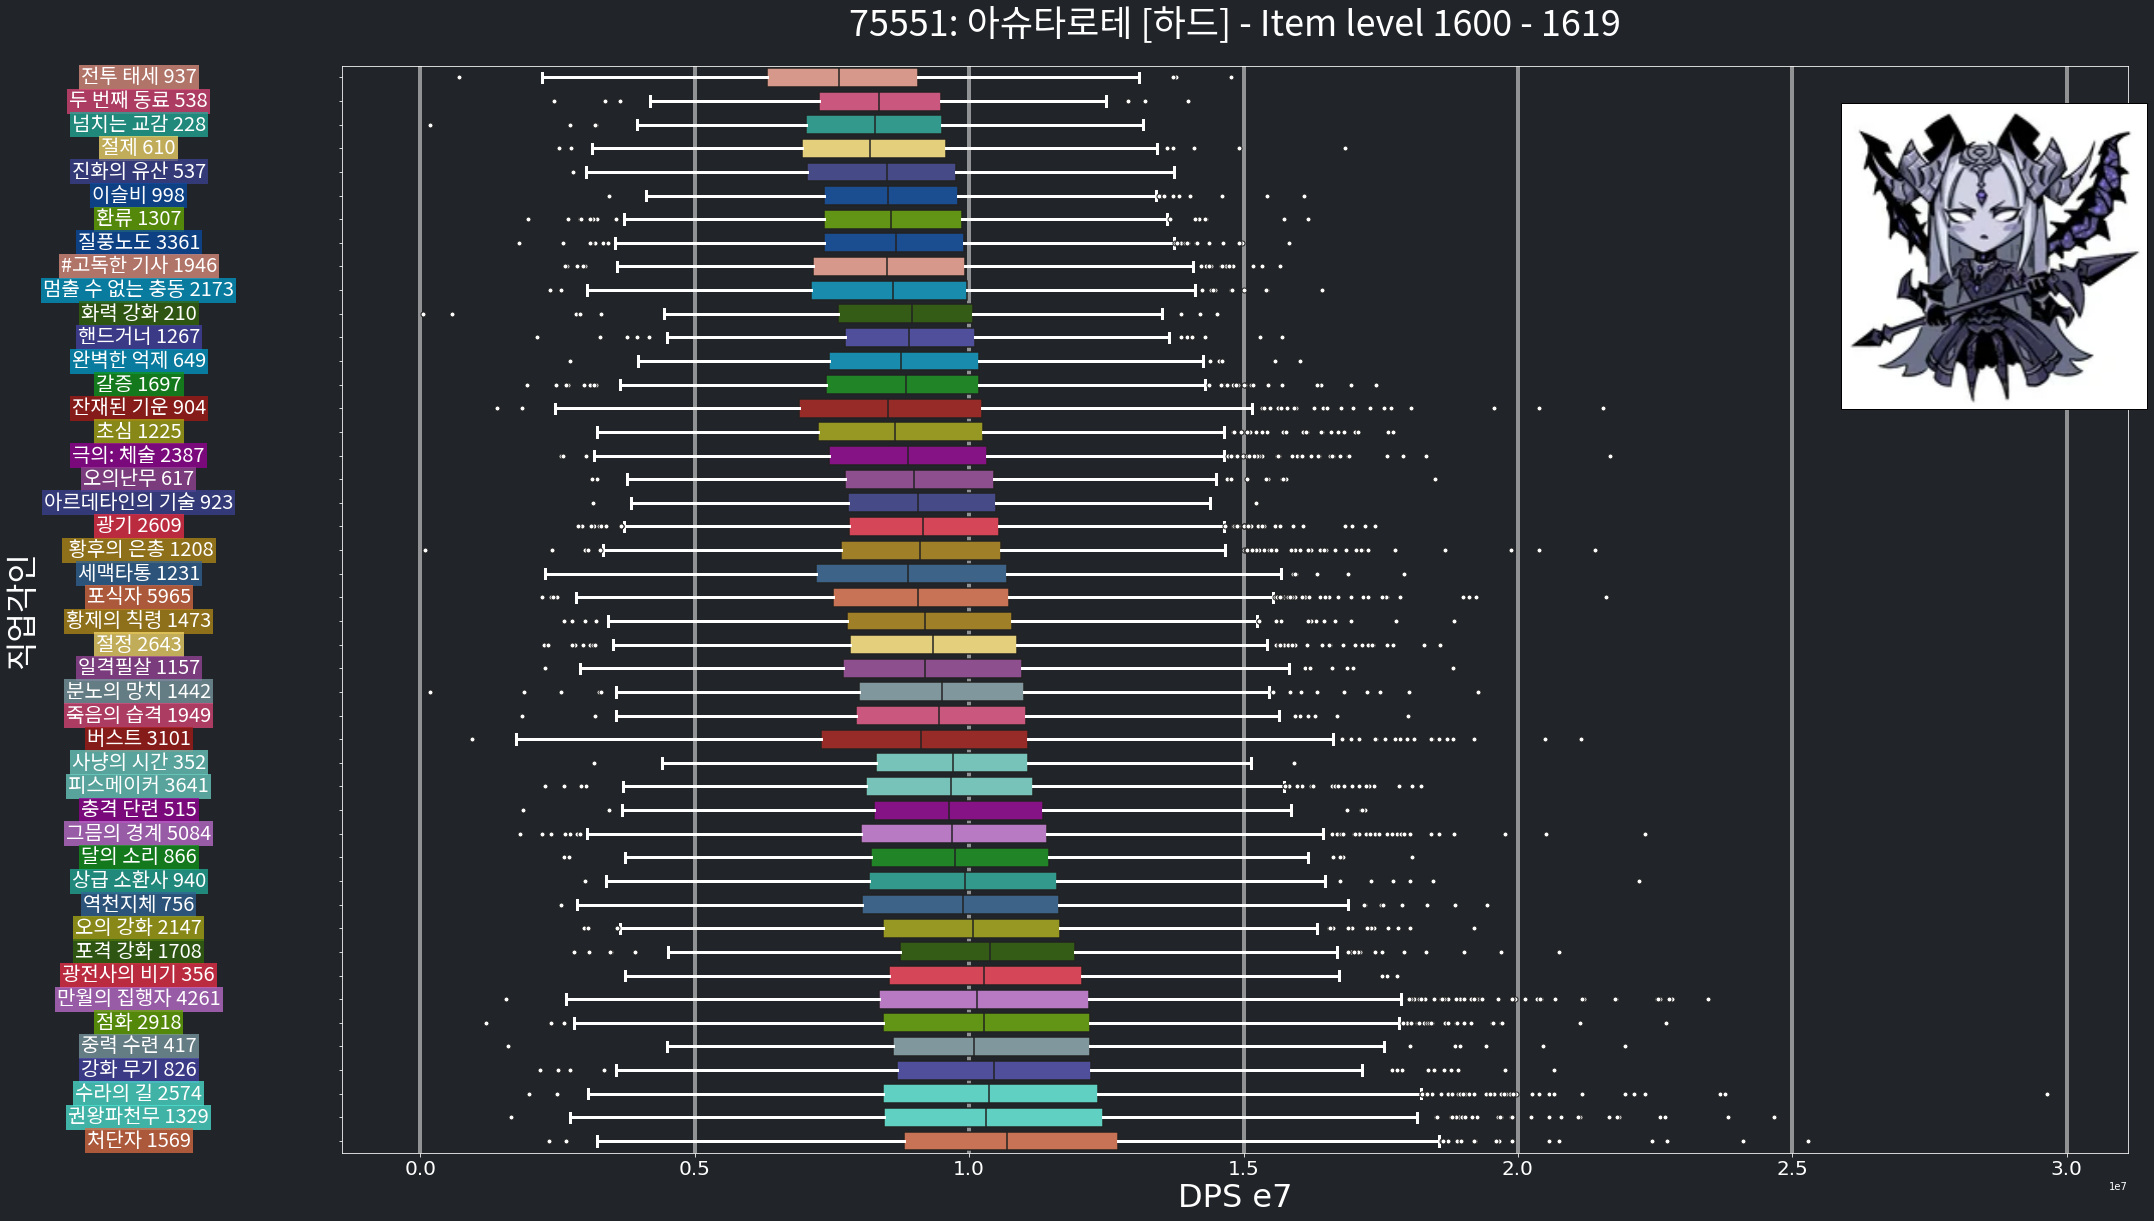 75551: 아슈타로테 [하드] - Item level 1600 - 1619
전투 태세 937
두 번째 동료 538
넘치는 교감 228
절제 610
진화의 유산 537
이슬비 998
환류 1307
질풍노도 3361
#고독한 기사 1946
멈출 수 없는 충동 2173
화력 강화 210
핸드거너 1267
완벽한 억제 649
갈증 1697
잔재된 기운 904
초심 1225
극의: 체술 2387
오의난무 617
아르데타인의 기술 923
광기 2609
황후의 은총 1208
세맥타통 1231
포식자 5965
황제의 칙령 1473
절정 2643
일격필살 1157
분노의 망치 1442
죽음의 습격 1949
버스트 3101
사냥의 시간 352
피스메이커 3641
충격 단련 515
그믐의 경계 5084
달의 소리 866
상급 소환사 940
역천지체 756
오의 강화 2147
포격 강화 1708
광전사의 비기 356
만월의 집행자 4261
점화 2918
중력 수련 417
강화 무기 826
수라의 길 2574
권왕파천무 1329
처단자 1569
직업각인
0.0 0.5 1.0 1.5 2.0 2.5 3.0
DPS e7
1e7